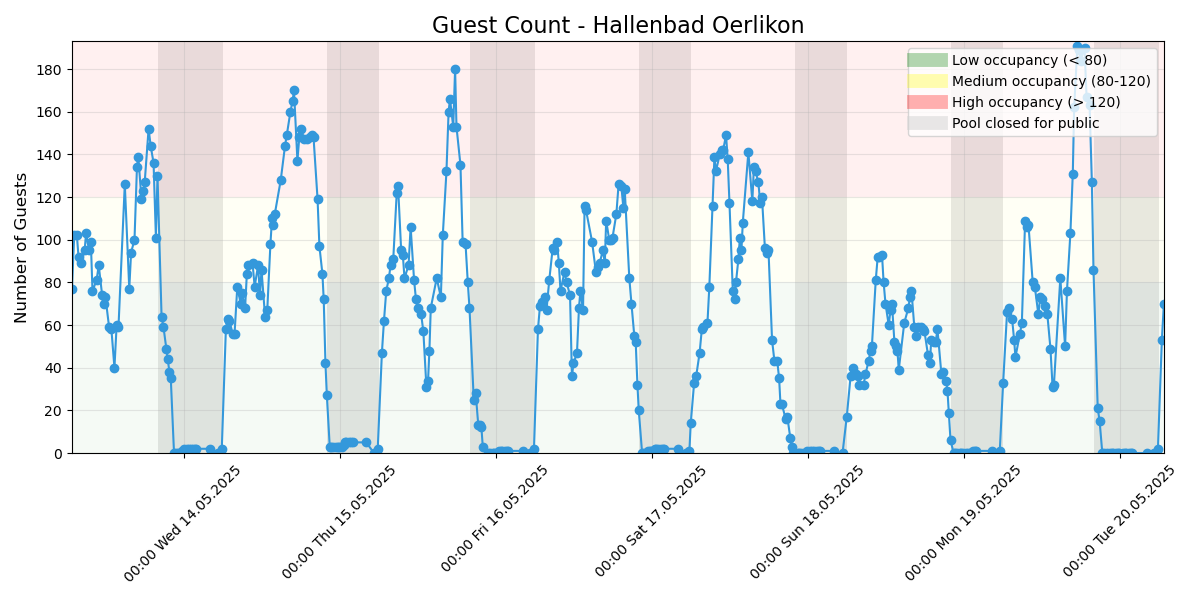 Guest Count - Hallenbad Oerlikon
Number of Guests
180
160
140
120
100
80
60
40
20
0
Low occupancy (< 80)
Medium occupancy (80-120)
High occupancy (> 120)
Pool closed for public
00:00 Wed 14.05.2025
00:00 Thu 15.05.2025
00:00 Fri 16.05.2025
00:00 Sat 17.05.2025
00:00 Sun 18.05.2025
00:00 Mon 19.05.2025
00:00 Tue 20.05.2025